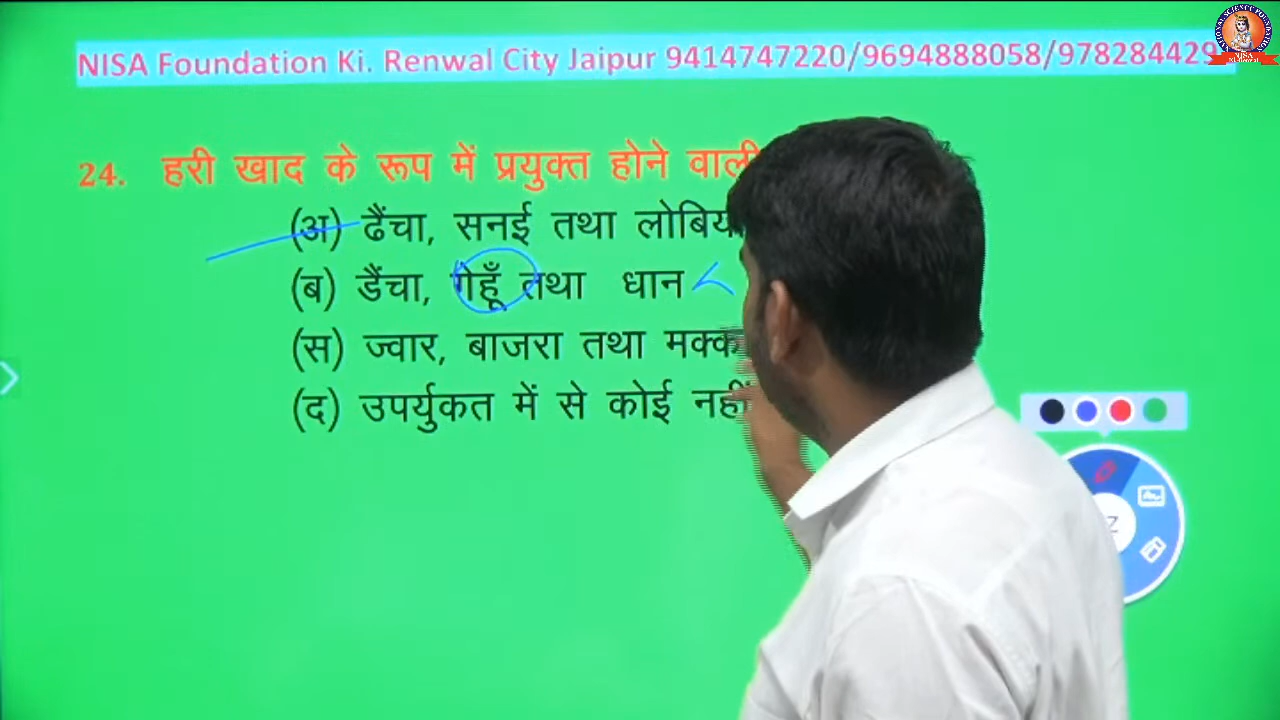 NISA Foundation Ki. Renwal City Jaipur 9414747220/9694888058/978284429
24. हरी खाद के रूप में प्रयुक्त होने वाली
(अ) ढैंचा, सनई तथा लोबिया
(ब) डैंचा, गेहूँ तथा धान
(स) ज्वार, बाजरा तथा मक्का
(द) उपर्युकत में से कोई नहीं